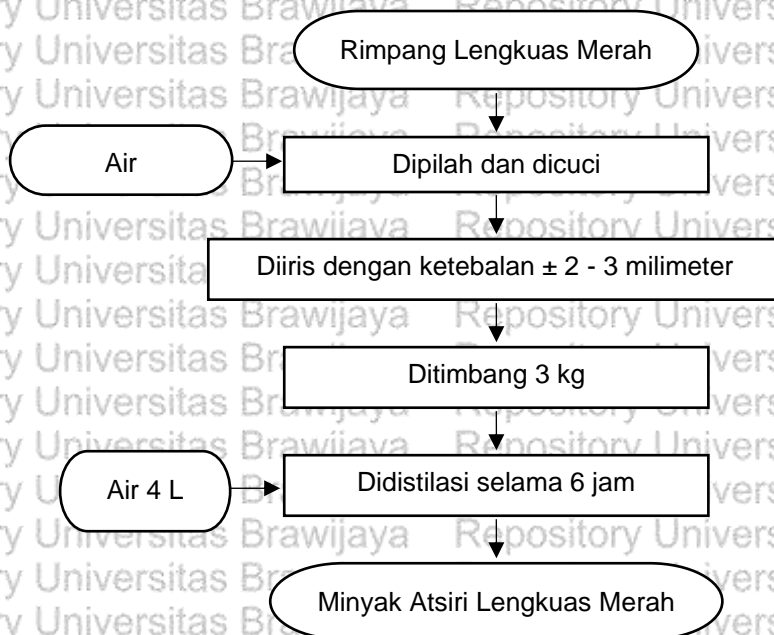 Rimpang Lengkuas Merah
Air
Dipilah dan dicuci
Diiris dengan ketebalan ± 2 - 3 milimeter
Ditimbang 3 kg
Air 4 L
Didistilasi selama 6 jam
Minyak Atsiri Lengkuas Merah